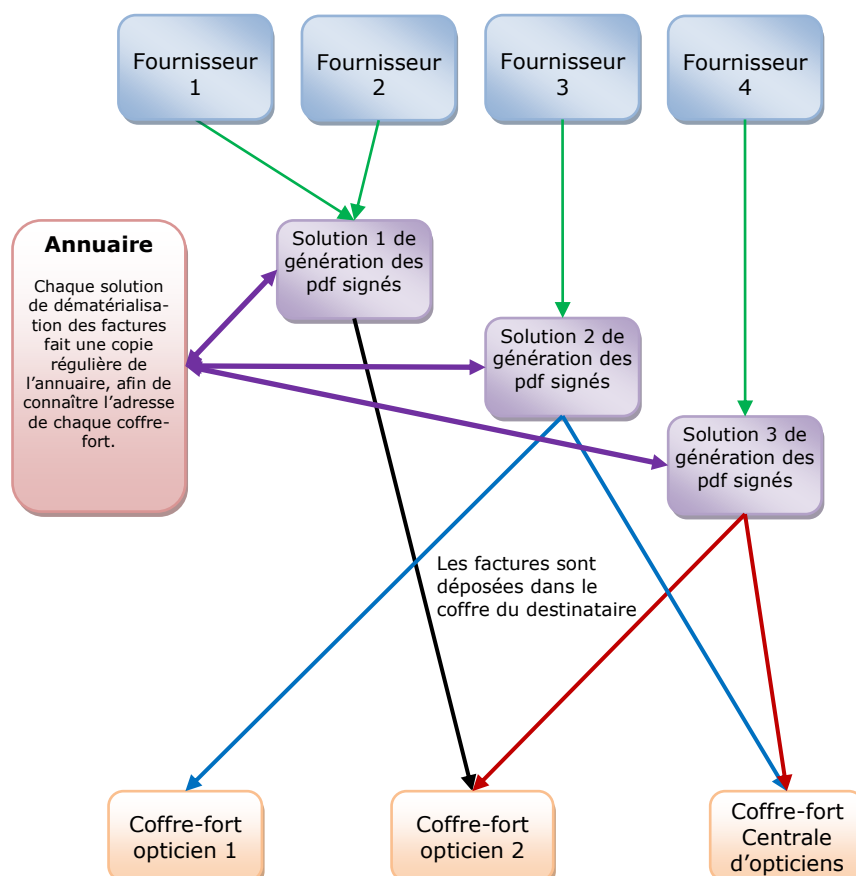 Fournisseur
1
Fournisseur
2
Fournisseur
3
Fournisseur
4
Annuaire
Chaque solution
de dématérialisa-
tion des factures
fait une copie
régulière de
l’annuaire, afin de
connaître l’adresse
de chaque coffre-
fort.
Solution 1 de
génération des
pdf signés
Solution 2 de
génération des
pdf signés
Solution 3 de
génération des
pdf signés
Les factures sont
déposées dans le
coffre du destinataire
Coffre-fort
opticien 1
Coffre-fort
opticien 2
Coffre-fort
Centrale
d’opticiens